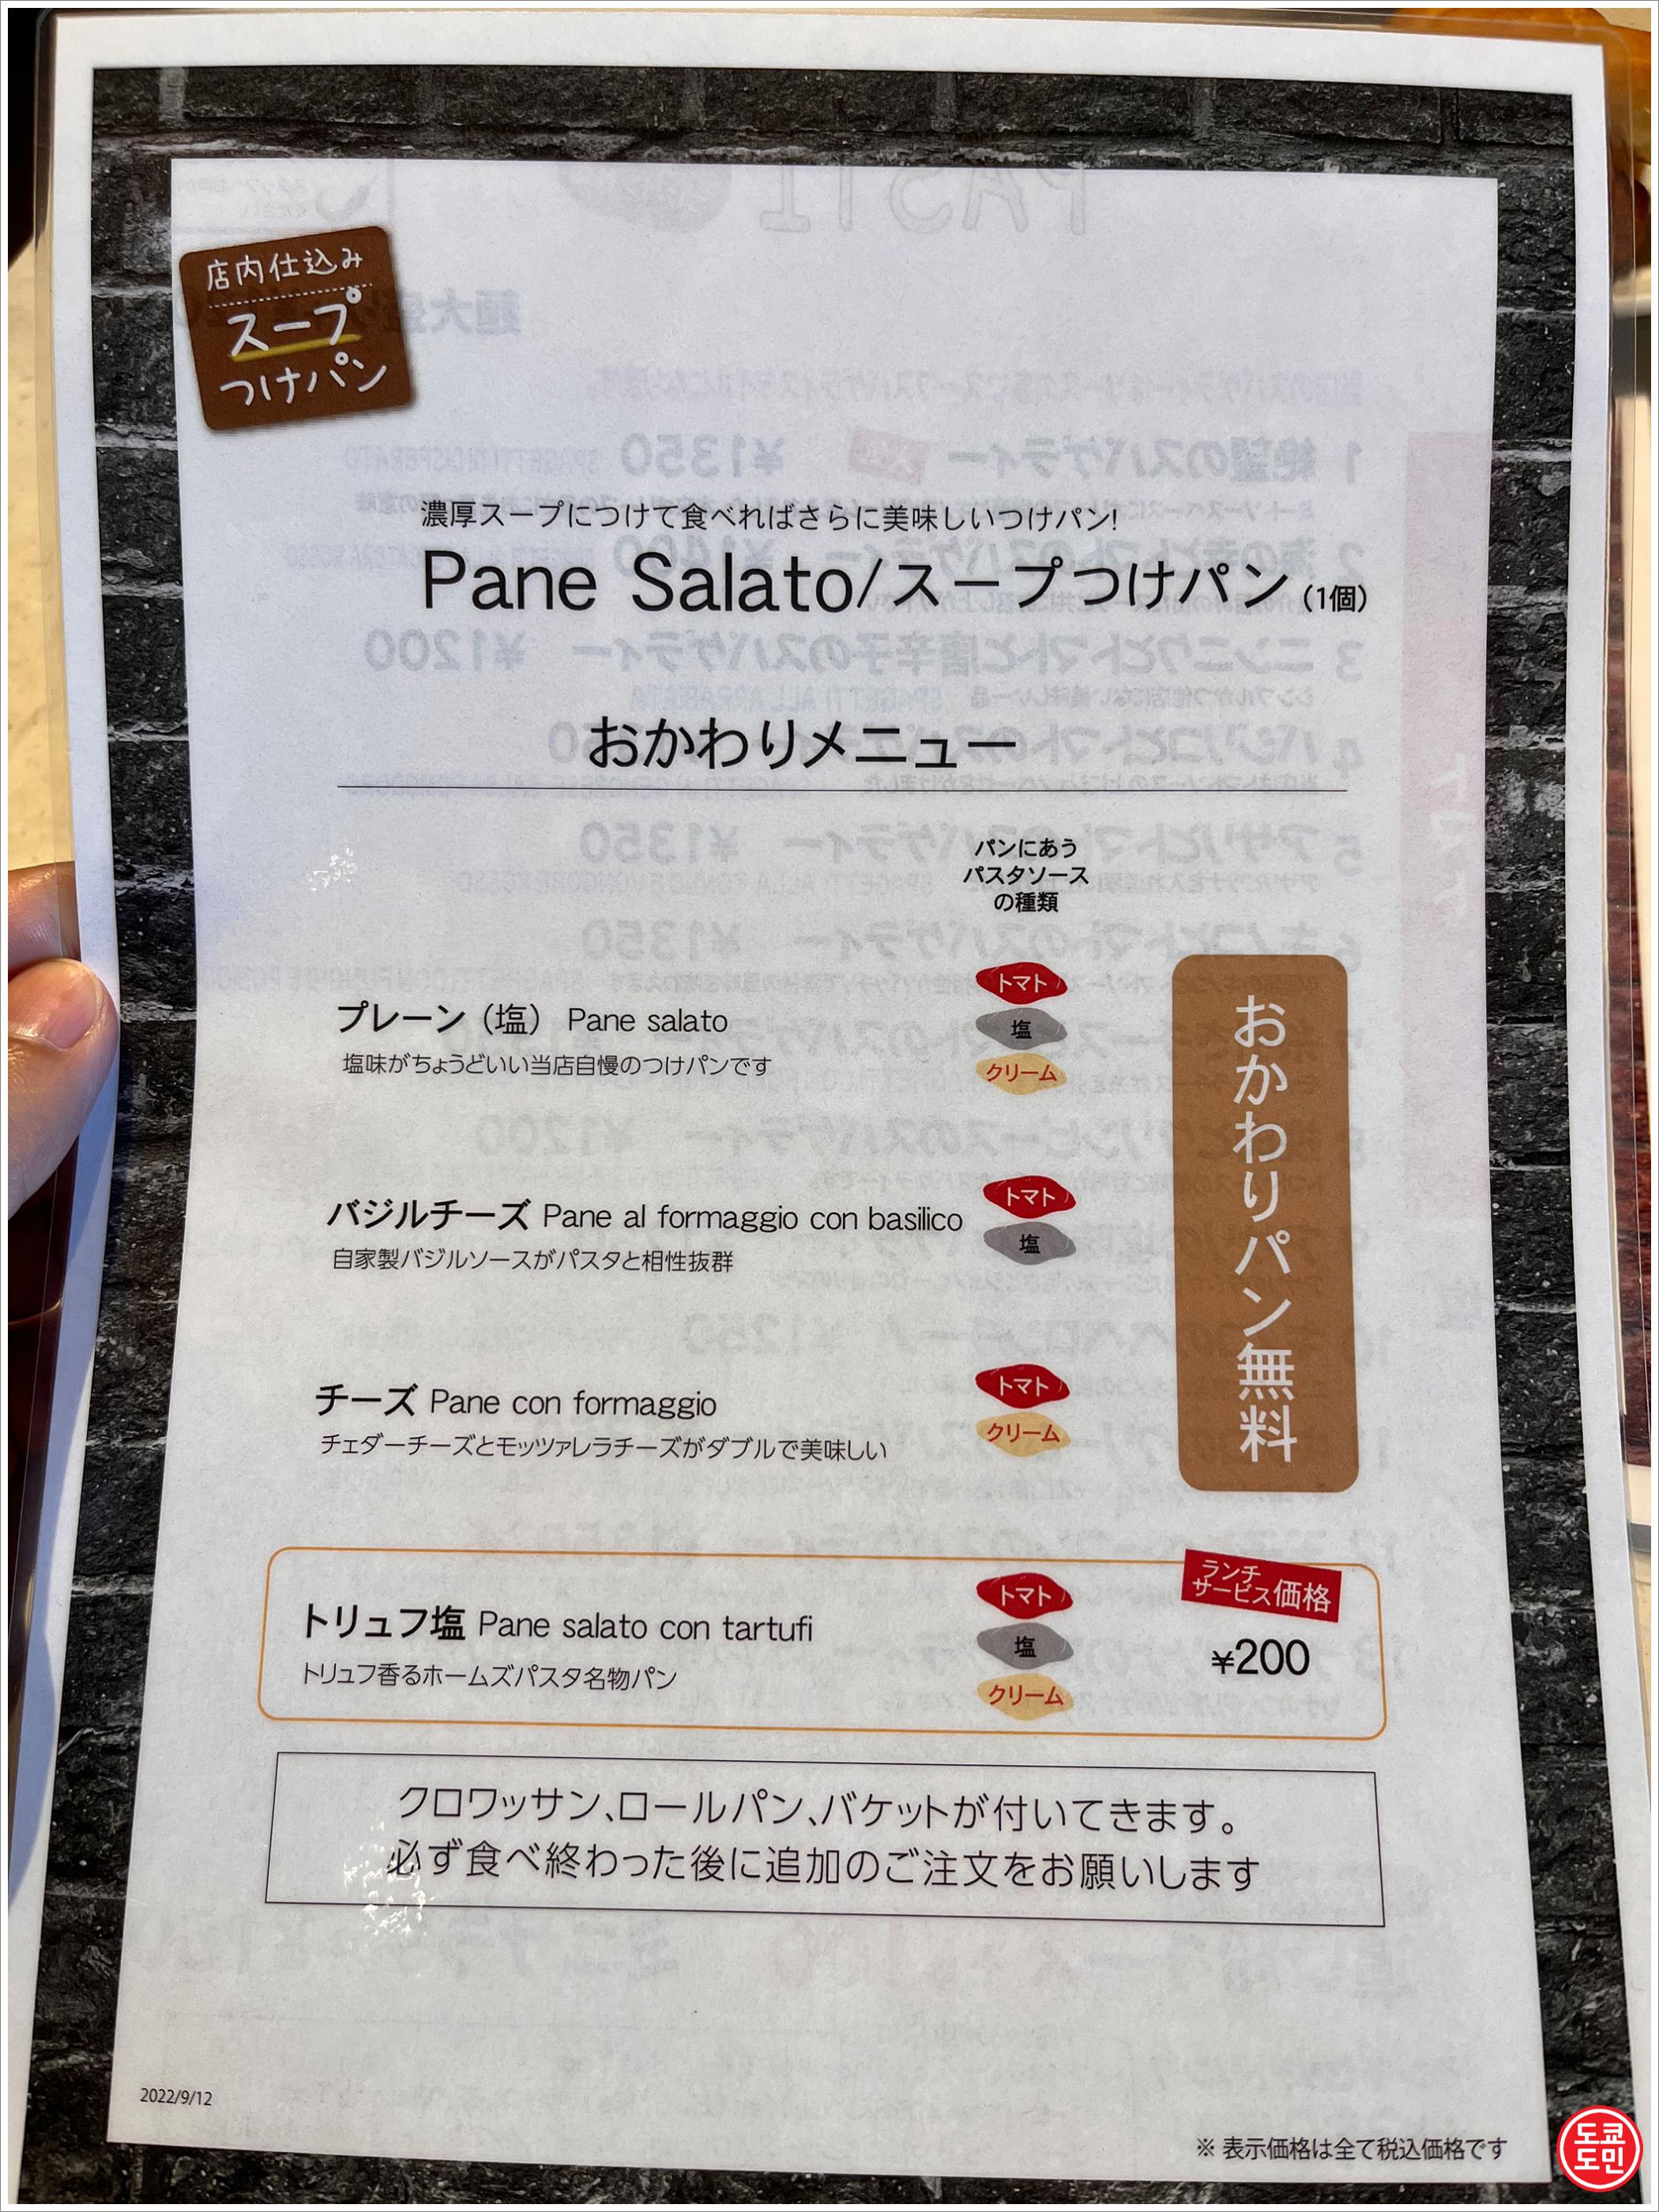 店内仕込み
スープ
つけパン
濃厚スープにつけて食べればさらに美味しいつけパン!
Pane Salato/スープつけパン(1個)
おかわりメニュー
パンにあう
パスタソース
の種類
プレーン（塩） Pane salato
塩味がちょうどいい当店自慢のつけパンです
トマト
塩
クリーム
バジルチーズ Pane al formaggio con basilico
自家製バジルソースがパスタと相性抜群
トマト
塩
チーズ Pane con formaggio
チェダーチーズとモッツァレラチーズがダブルで美味しい
トマト
クリーム
おかわりパン無料
トリュフ塩 Pane salato con tartufi
トリュフ香るホームズパスタ名物パン
トマト
塩
クリーム
ランチ
サービス価格
¥200
クロワッサン、ロールパン、バケットが付いてきます。
必ず食べ終わった後に追加のご注文をお願いします
2022/9/12
※ 表示価格は全て税込価格です
도쿄
도민